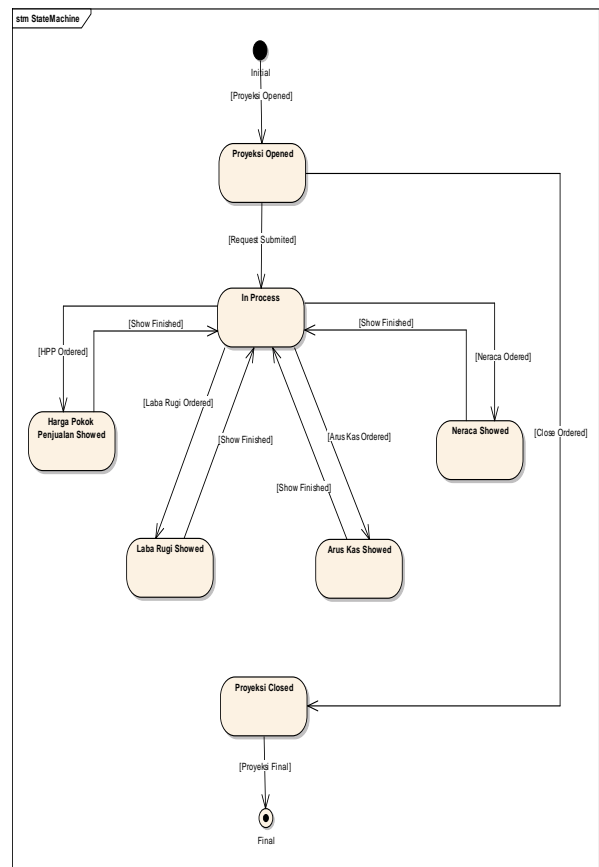 stm StateMachine
Initial
[Proyeksi Opened]
Proyeksi Opened
[Request Submited]
In Process
[Show Finished]
[Show Finished]
[HPP Ordered]
[Neraca Odered]
[Laba Rugi Ordered]
Harga Pokok
Penjualan Showed
Neraca Showed
[Close Ordered]
[Arus Kas Ordered]
[Show Finished]
[Show Finished]
Laba Rugi Showed
Arus Kas Showed
Proyeksi Closed
[Proyeksi Final]
Final